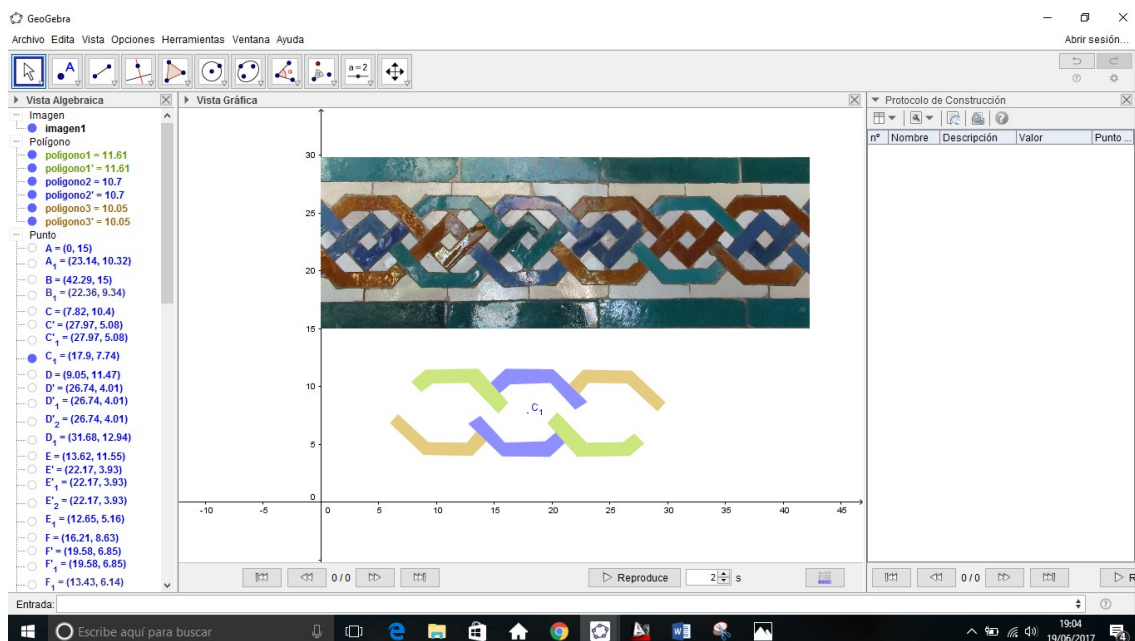 GeoGebra
Archivo Edita Vista Opciones Herramientas Ventana Ayuda
Abrir sesión...
A
a=2
Vista Algebraica
Imagen
imagen1
Polígono
polígono1 = 11.61
polígono1' = 11.61
polígono2 = 10.7
polígono2' = 10.7
polígono3 = 10.05
polígono3' = 10.05
Punto
A = (0, 15)
A₁ = (23.14, 10.32)
B = (42.29, 15)
B₁ = (22.36, 9.34)
C = (7.82, 10.4)
C' = (27.97, 5.08)
C'₁ = (27.97, 5.08)
C₁ = (17.9, 7.74)
D = (9.05, 11.47)
D' = (26.74, 4.01)
D'₁ = (26.74, 4.01)
D'₂ = (26.74, 4.01)
D₁ = (31.68, 12.94)
E = (13.62, 11.55)
E' = (22.17, 3.93)
E'₁ = (22.17, 3.93)
E'₂ = (22.17, 3.93)
E₁ = (12.65, 5.16)
F = (16.21, 8.63)
F' = (19.58, 6.85)
F'₁ = (19.58, 6.85)
F₁ = (13.43, 6.14)
Vista Gráfica
30
25
20
15
10
5
0
-10 -5 0 5 10 15 20 25 30 35 40 45
C₁
0 / 0
Reproduce
2 s
Protocolo de Construcción
nº Nombre Descripción Valor Punto ...
0 / 0
R
Entrada:
Escribe aquí para buscar
19:04
19/06/2017
4